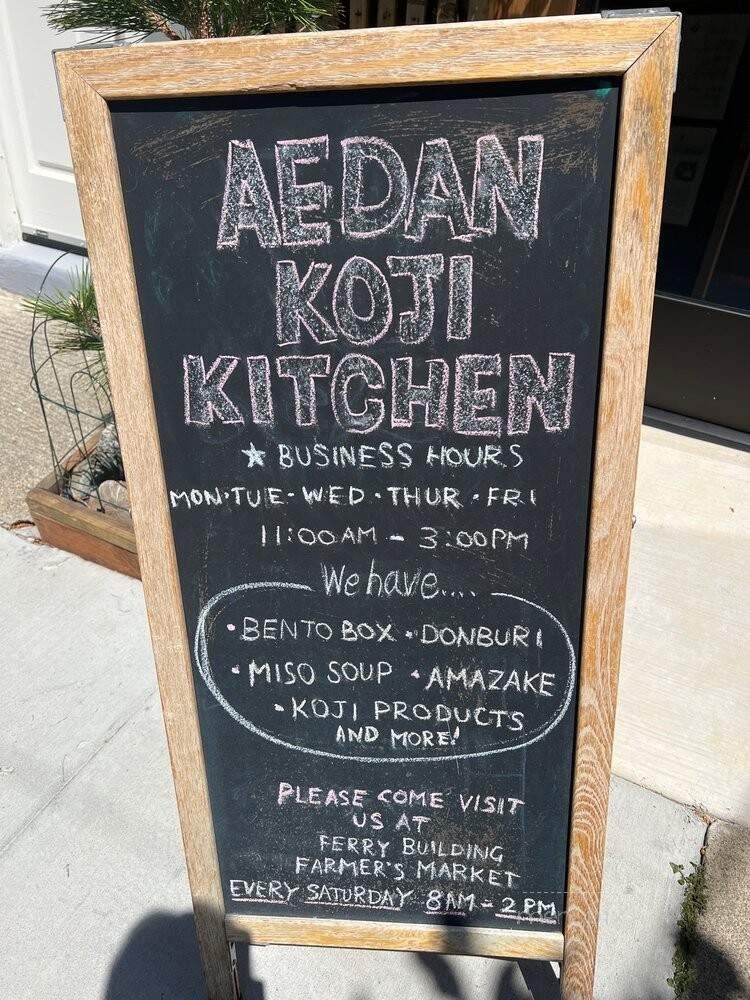 AEDAN
KOJI
KITCHEN
★ BUSINESS HOURS
MON·TUE·WED·THUR·FRI
11:00AM - 3:00PM
We have....
·BENTO BOX ·DONBURI
·MISO SOUP ·AMAZAKE
·KOJI PRODUCTS
AND MORE!
PLEASE COME VISIT
US AT
FERRY BUILDING
FARMER'S MARKET
EVERY SATURDAY 8AM - 2PM